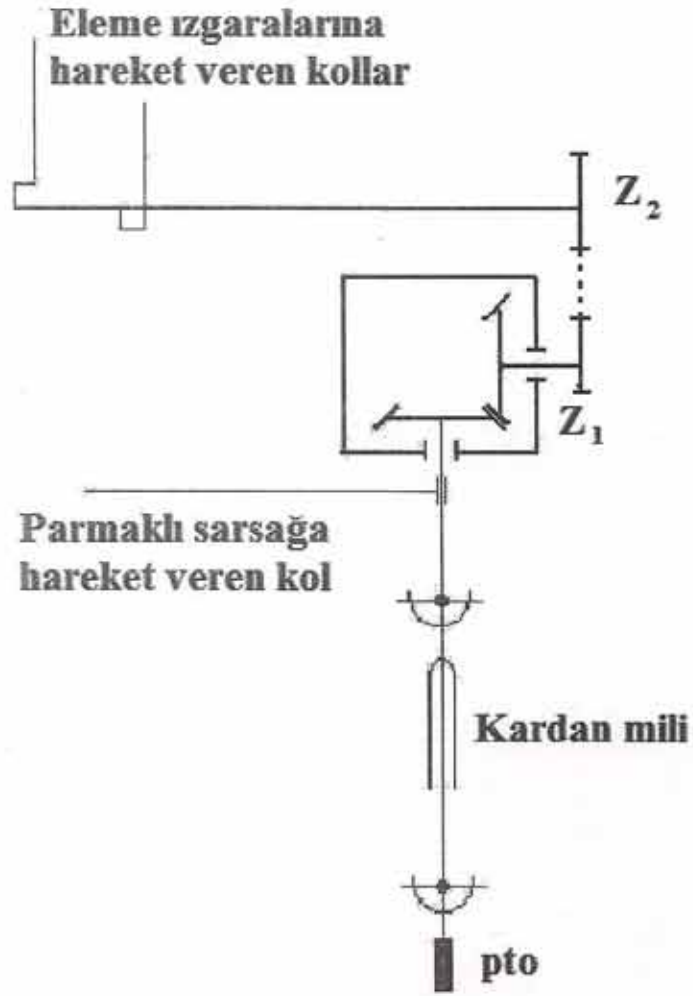 Eleme ızgaralarına
hareket veren kollar
Z₂
Z₁
Parmaklı sarsağa
hareket veren kol
Kardan mili
pto